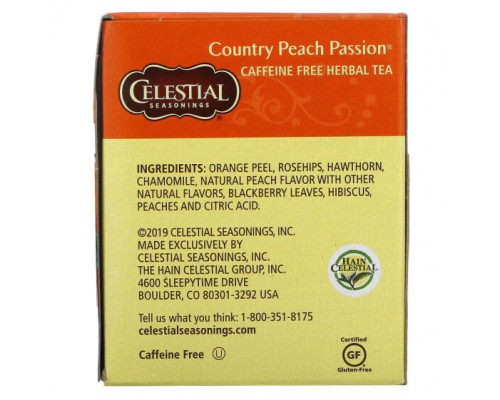 Country Peach Passion®
CAFFEINE FREE HERBAL TEA
CELESTIAL
SEASONINGS
INGREDIENTS: ORANGE PEEL, ROSEHIPS, HAWTHORN,
CHAMOMILE, NATURAL PEACH FLAVOR WITH OTHER
NATURAL FLAVORS, BLACKBERRY LEAVES, HIBISCUS,
PEACHES AND CITRIC ACID.
©2019 CELESTIAL SEASONINGS, INC.
MADE EXCLUSIVELY BY
CELESTIAL SEASONINGS, INC.
THE HAIN CELESTIAL GROUP, INC.
4600 SLEEPYTIME DRIVE
BOULDER, CO 80301-3292 USA
HAIN
CELESTIAL
Tell us what you think: 1-800-351-8175
celestialseasonings.com
Caffeine Free Ⓤ
Certified
GF
Gluten-Free